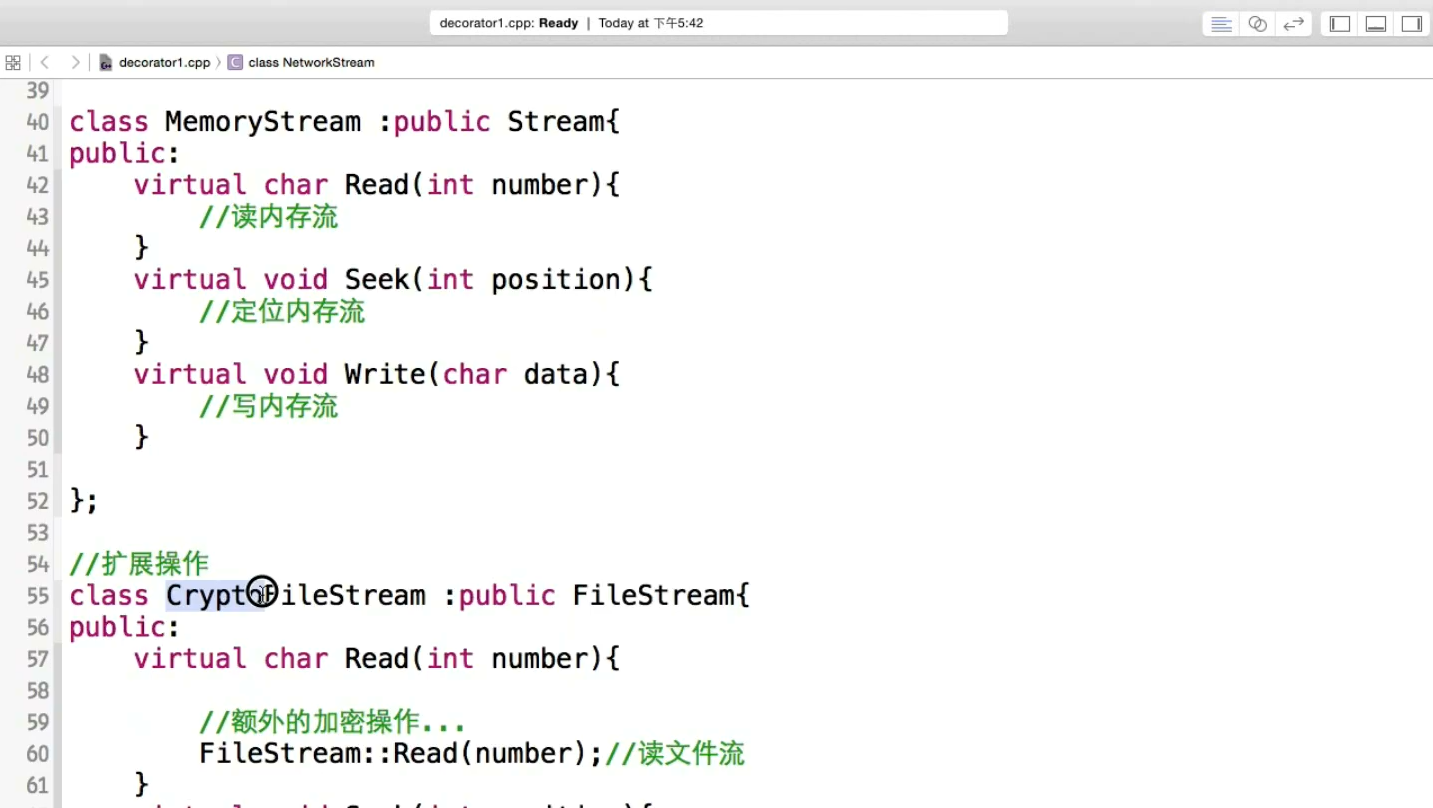 decorator1.cpp: Ready | Today at 下午5:42
decorator1.cpp 〉 C class NetworkStream
39
40 class MemoryStream :public Stream{
41 public:
42     virtual char Read(int number){
43         //读内存流
44     }
45     virtual void Seek(int position){
46         //定位内存流
47     }
48     virtual void Write(char data){
49         //写内存流
50     }
51
52 };
53
54 //扩展操作
55 class CryptoFileStream :public FileStream{
56 public:
57     virtual char Read(int number){
58
59         //额外的加密操作...
60         FileStream::Read(number);//读文件流
61     }